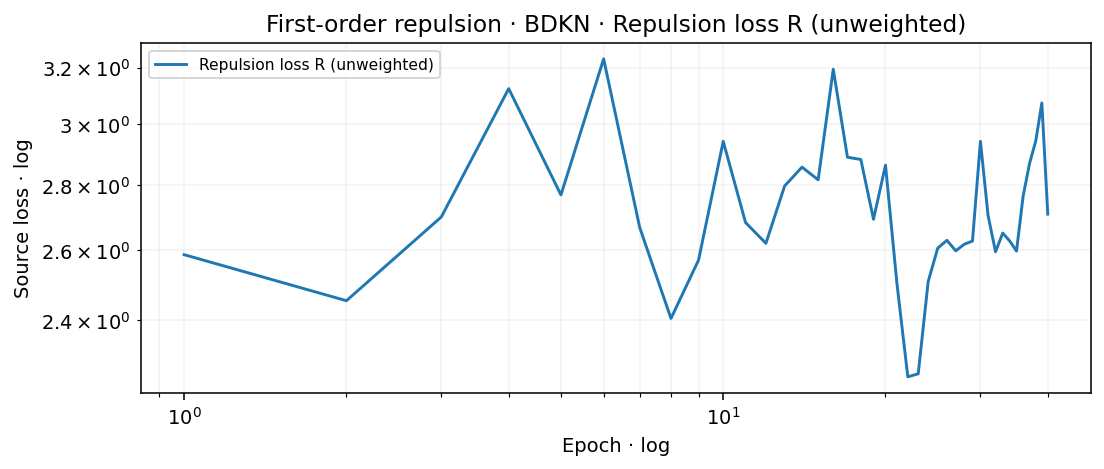 First-order repulsion · BDKN · Repulsion loss R (unweighted)
Repulsion loss R (unweighted)
Source loss · log
3.2 × 10⁰
3 × 10⁰
2.8 × 10⁰
2.6 × 10⁰
2.4 × 10⁰
10⁰ 10¹
Epoch · log